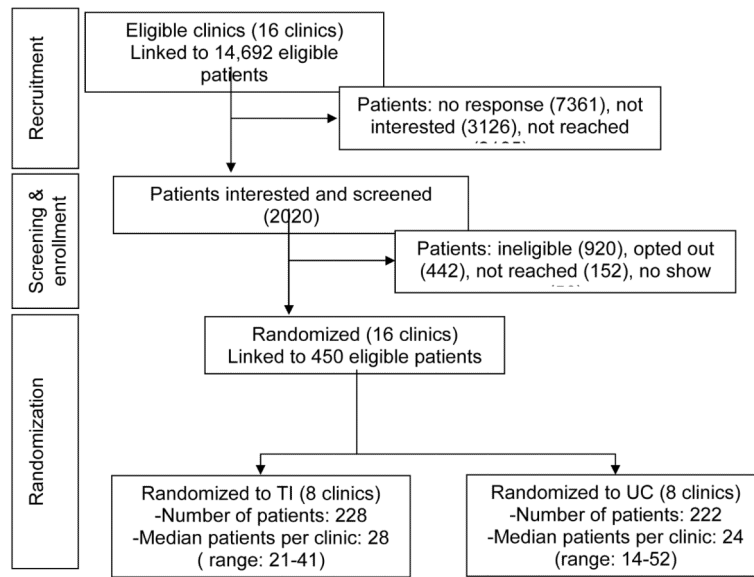 Recruitment
Eligible clinics (16 clinics)
Linked to 14,692 eligible
patients
Patients: no response (7361), not
interested (3126), not reached
Screening &
enrollment
Patients interested and screened
(2020)
Patients: ineligible (920), opted out
(442), not reached (152), no show
Randomization
Randomized (16 clinics)
Linked to 450 eligible patients
Randomized to TI (8 clinics)
-Number of patients: 228
-Median patients per clinic: 28
( range: 21-41)
Randomized to UC (8 clinics)
-Number of patients: 222
-Median patients per clinic: 24
(range: 14-52)